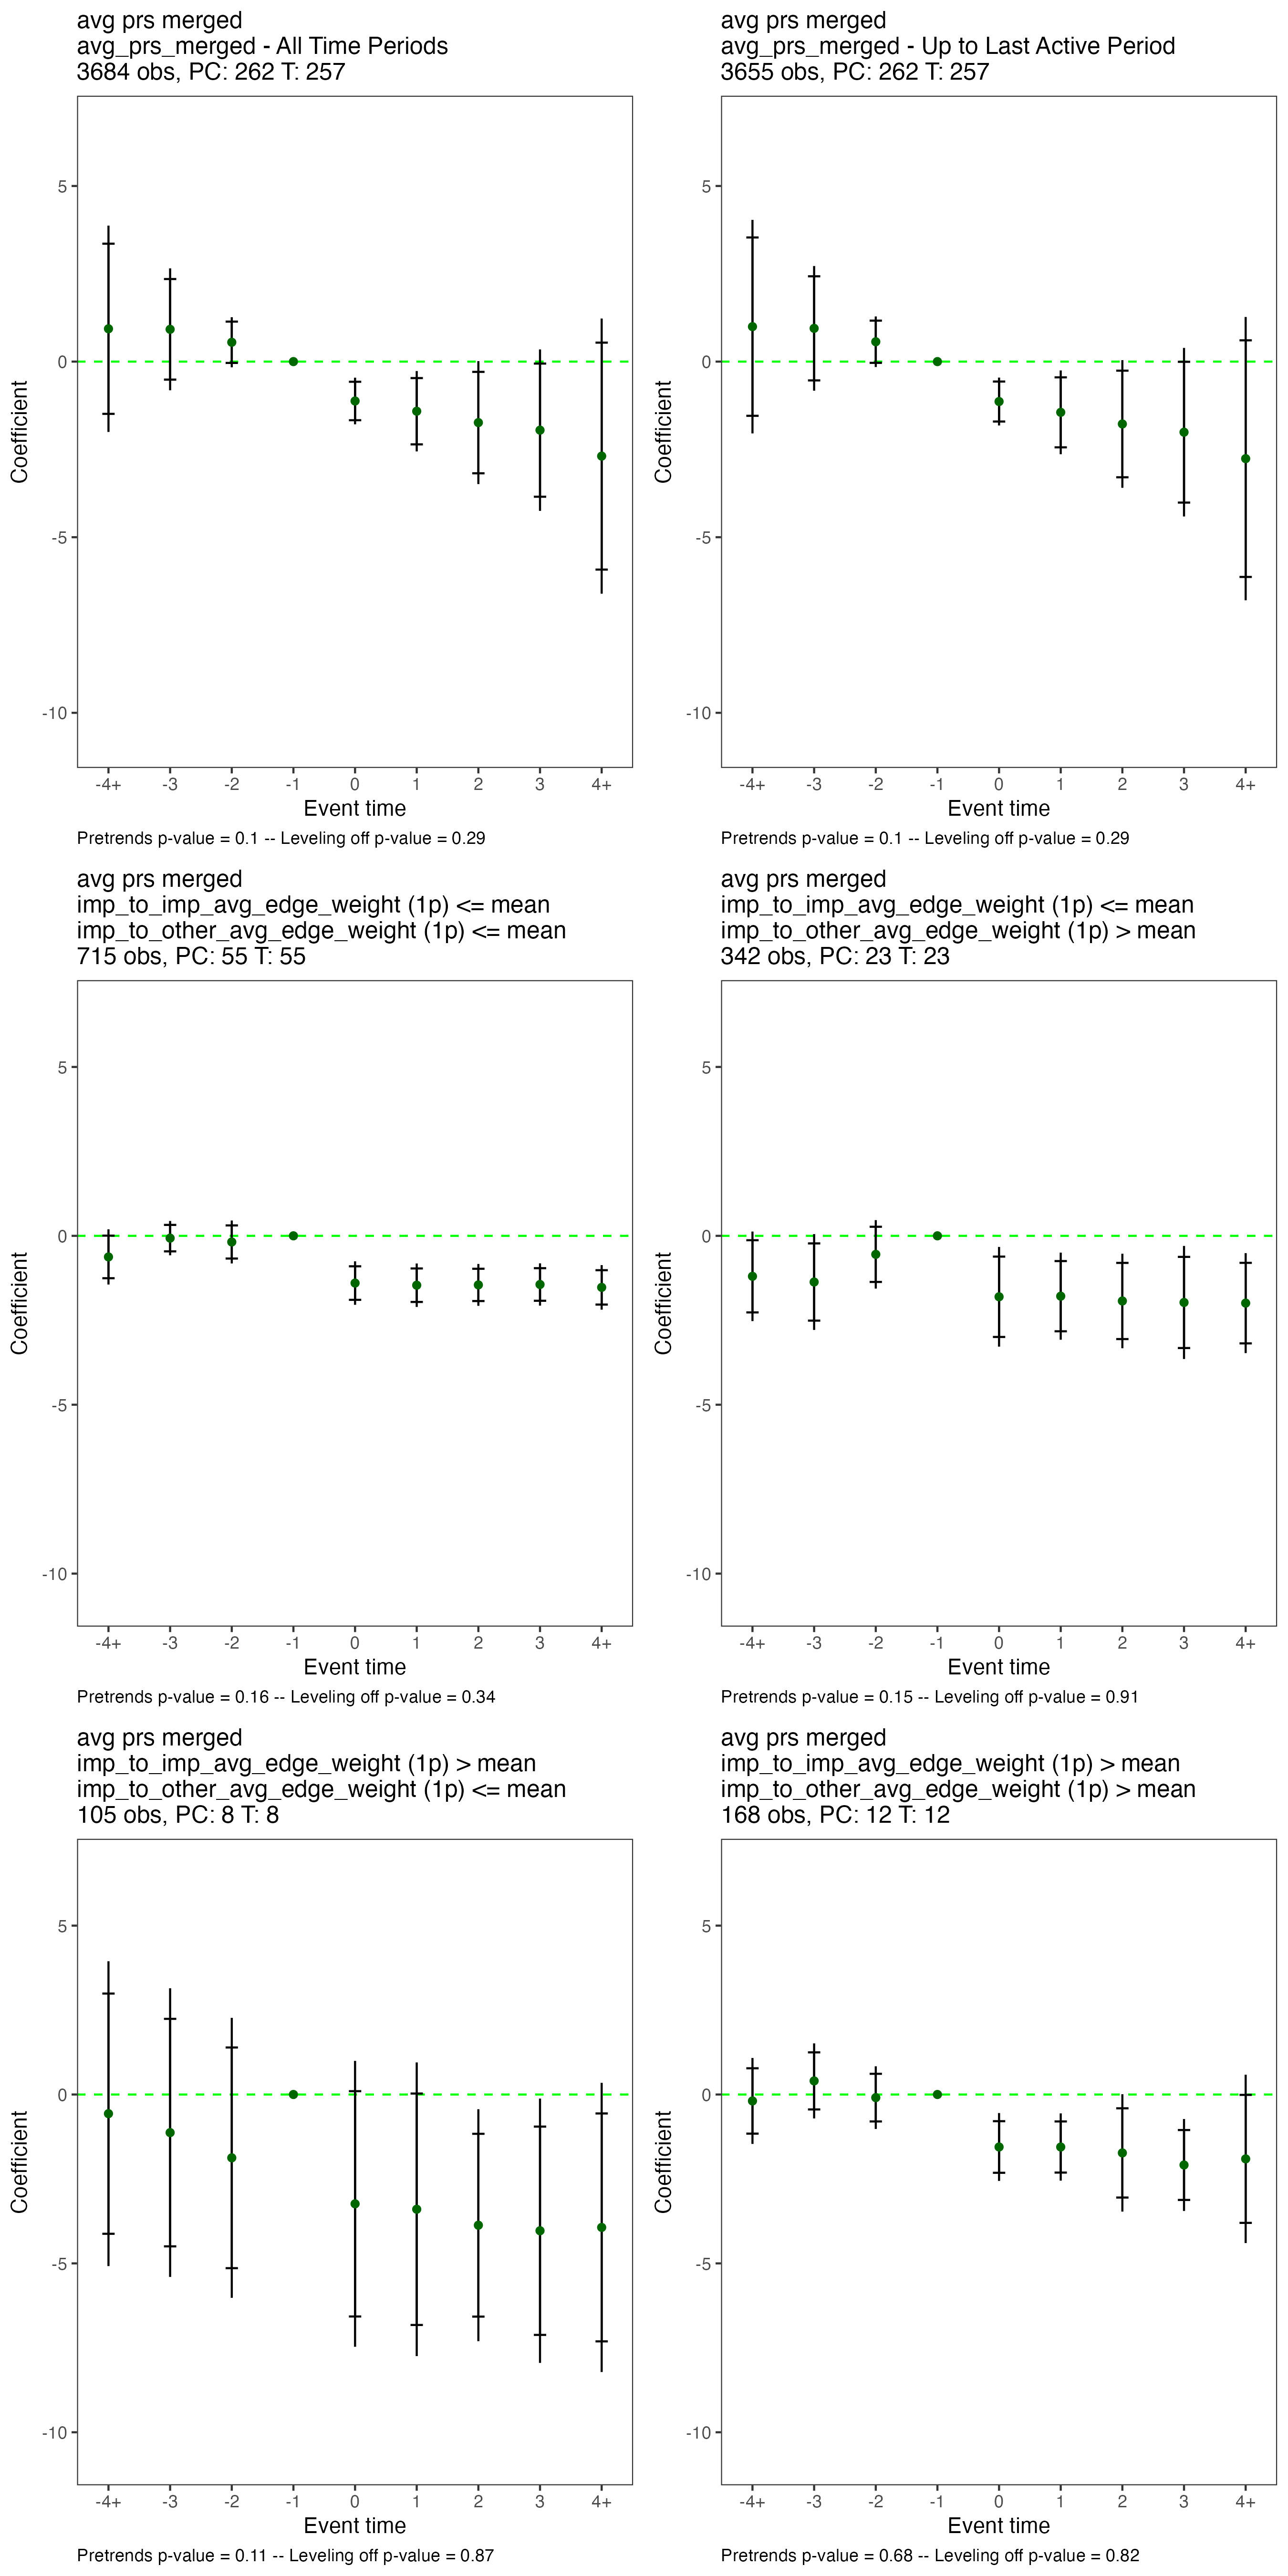 avg prs merged
avg_prs_merged - All Time Periods
3684 obs, PC: 262 T: 257
5
0
-5
-10
Coefficient
-4+ -3 -2 -1 0 1 2 3 4+
Event time
Pretrends p-value = 0.1 -- Leveling off p-value = 0.29
avg prs merged
avg_prs_merged - Up to Last Active Period
3655 obs, PC: 262 T: 257
5
0
-5
-10
Coefficient
-4+ -3 -2 -1 0 1 2 3 4+
Event time
Pretrends p-value = 0.1 -- Leveling off p-value = 0.29
avg prs merged
imp_to_imp_avg_edge_weight (1p) <= mean
imp_to_other_avg_edge_weight (1p) <= mean
715 obs, PC: 55 T: 55
5
0
-5
-10
Coefficient
-4+ -3 -2 -1 0 1 2 3 4+
Event time
Pretrends p-value = 0.16 -- Leveling off p-value = 0.34
avg prs merged
imp_to_imp_avg_edge_weight (1p) <= mean
imp_to_other_avg_edge_weight (1p) > mean
342 obs, PC: 23 T: 23
5
0
-5
-10
Coefficient
-4+ -3 -2 -1 0 1 2 3 4+
Event time
Pretrends p-value = 0.15 -- Leveling off p-value = 0.91
avg prs merged
imp_to_imp_avg_edge_weight (1p) > mean
imp_to_other_avg_edge_weight (1p) <= mean
105 obs, PC: 8 T: 8
5
0
-5
-10
Coefficient
-4+ -3 -2 -1 0 1 2 3 4+
Event time
Pretrends p-value = 0.11 -- Leveling off p-value = 0.87
avg prs merged
imp_to_imp_avg_edge_weight (1p) > mean
imp_to_other_avg_edge_weight (1p) > mean
168 obs, PC: 12 T: 12
5
0
-5
-10
Coefficient
-4+ -3 -2 -1 0 1 2 3 4+
Event time
Pretrends p-value = 0.68 -- Leveling off p-value = 0.82